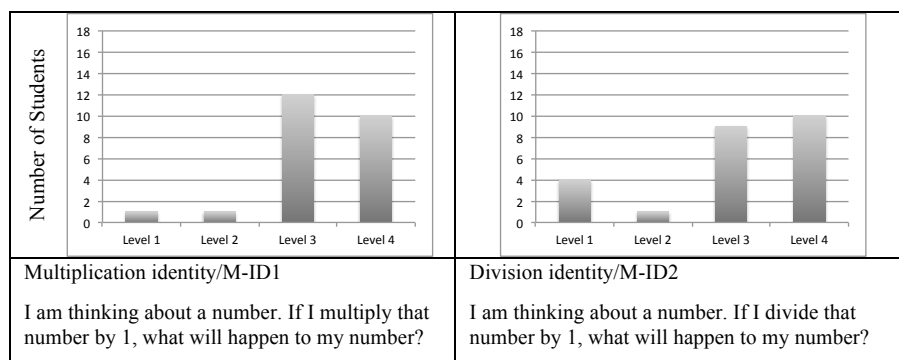 Number of Students
18
16
14
12
10
8
6
4
2
0
Level 1 Level 2 Level 3 Level 4
18
16
14
12
10
8
6
4
2
0
Level 1 Level 2 Level 3 Level 4
Multiplication identity/M-ID1
I am thinking about a number. If I multiply that
number by 1, what will happen to my number?
Division identity/M-ID2
I am thinking about a number. If I divide that
number by 1, what will happen to my number?